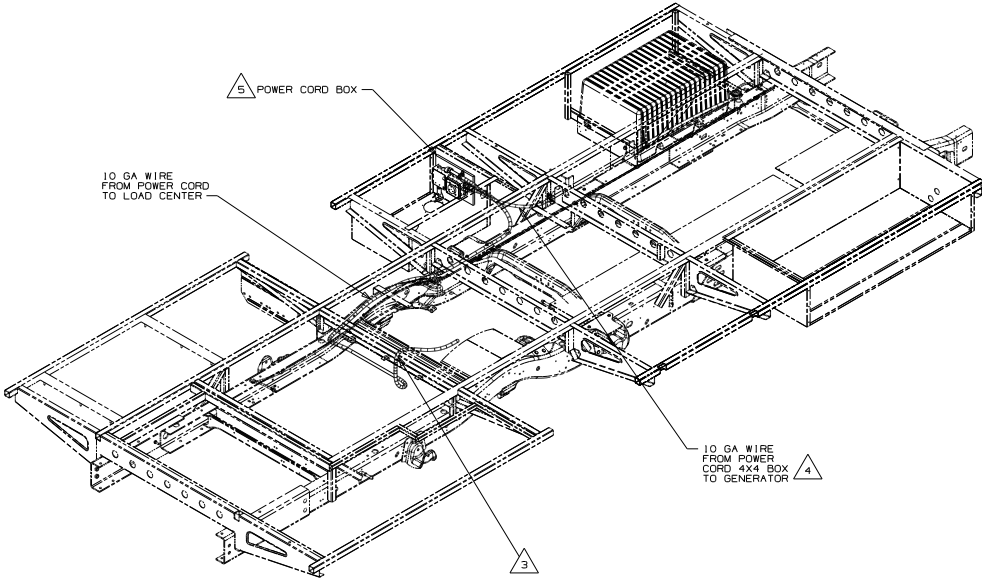 5 POWER CORD BOX
10 GA WIRE
FROM POWER CORD
TO LOAD CENTER
10 GA WIRE
FROM POWER
CORD 4X4 BOX
TO GENERATOR 4
3